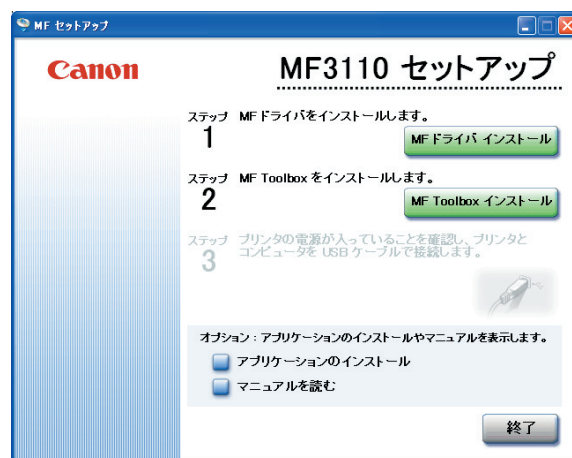 MF セットアップ
Canon
MF3110 セットアップ
ステップ
1
MFドライバをインストールします。
MFドライバ インストール
ステップ
2
MF Toolbox をインストールします。
MF Toolbox インストール
ステップ
3
プリンタの電源が入っていることを確認し、プリンタと
コンピュータを USB ケーブルで接続します。
オプション：アプリケーションのインストールやマニュアルを表示します。
アプリケーションのインストール
マニュアルを読む
終了